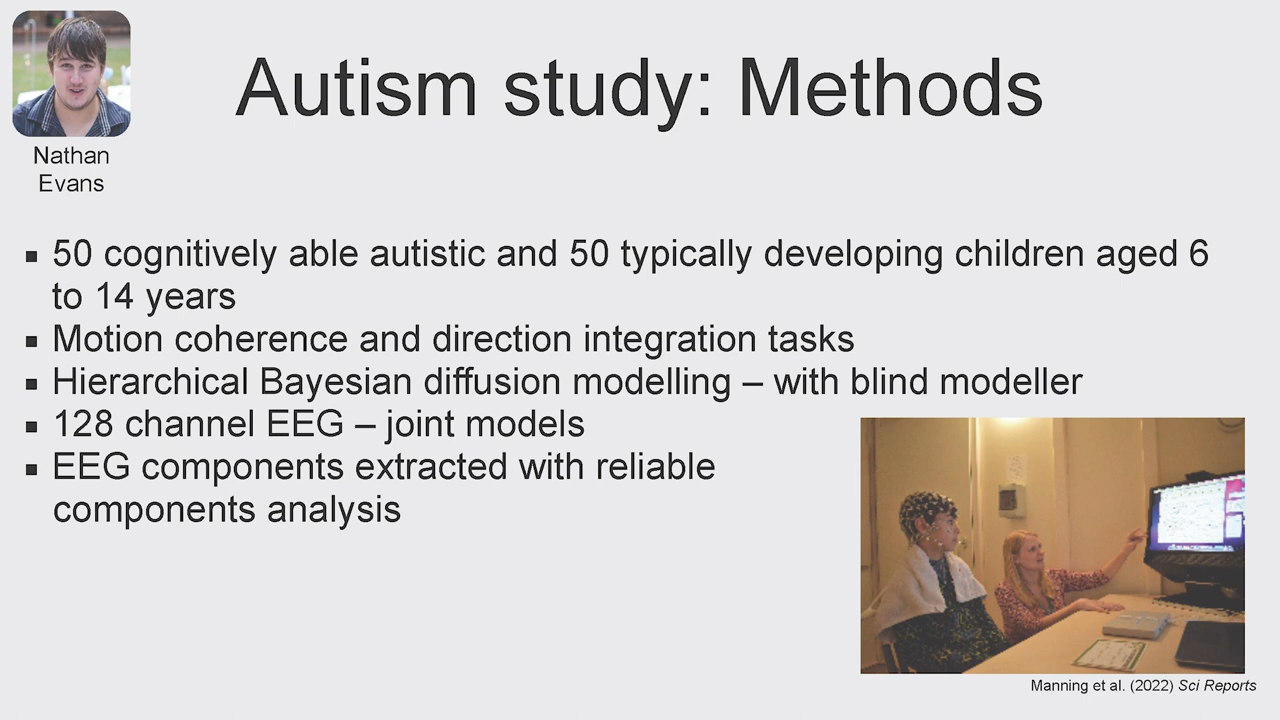 Autism study: Methods
Nathan
Evans
▪ 50 cognitively able autistic and 50 typically developing children aged 6
to 14 years
▪ Motion coherence and direction integration tasks
▪ Hierarchical Bayesian diffusion modelling – with blind modeller
▪ 128 channel EEG – joint models
▪ EEG components extracted with reliable
components analysis
Manning et al. (2022) Sci Reports